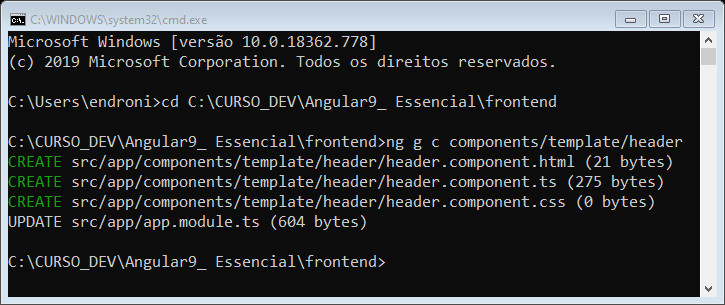 C:\WINDOWS\system32\cmd.exe
Microsoft Windows [versão 10.0.18362.778]
(c) 2019 Microsoft Corporation. Todos os direitos reservados.
C:\Users\endroni>cd C:\CURSO_DEV\Angular9_ Essencial\frontend
C:\CURSO_DEV\Angular9_ Essencial\frontend>ng g c components/template/header
CREATE src/app/components/template/header/header.component.html (21 bytes)
CREATE src/app/components/template/header/header.component.ts (275 bytes)
CREATE src/app/components/template/header/header.component.css (0 bytes)
UPDATE src/app/app.module.ts (604 bytes)
C:\CURSO_DEV\Angular9_ Essencial\frontend>